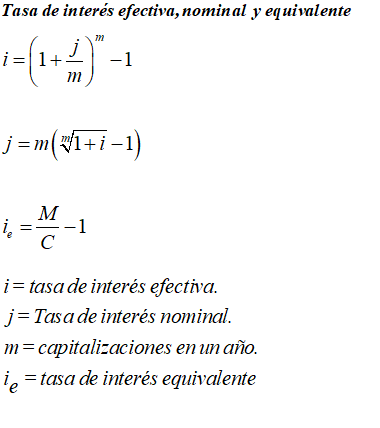 Tasa de interés efectiva, nominal y equivalente
i = (1 + j/m)^m − 1
j = m(ᵐ√(1 + i) − 1)
i_e = M/C − 1
i = tasa de interés efectiva.
j = Tasa de interés nominal.
m = capitalizaciones en un año.
i_e = tasa de interés equivalente